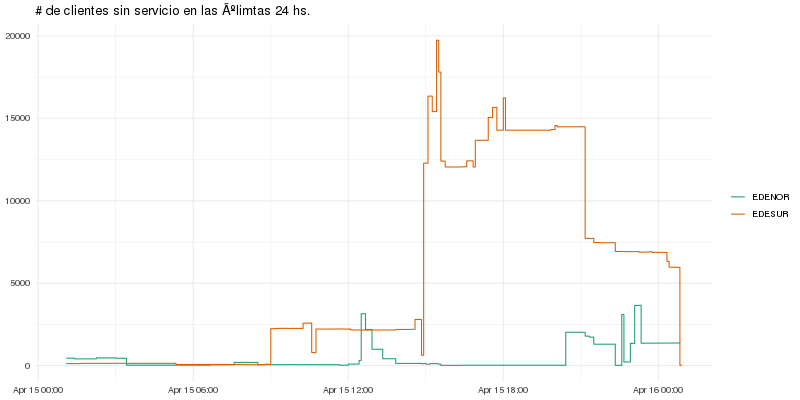 # de clientes sin servicio en las Ãºlimtas 24 hs.
20000
15000
10000
5000
0
Apr 15 00:00
Apr 15 06:00
Apr 15 12:00
Apr 15 18:00
Apr 16 00:00
EDENOR
EDESUR